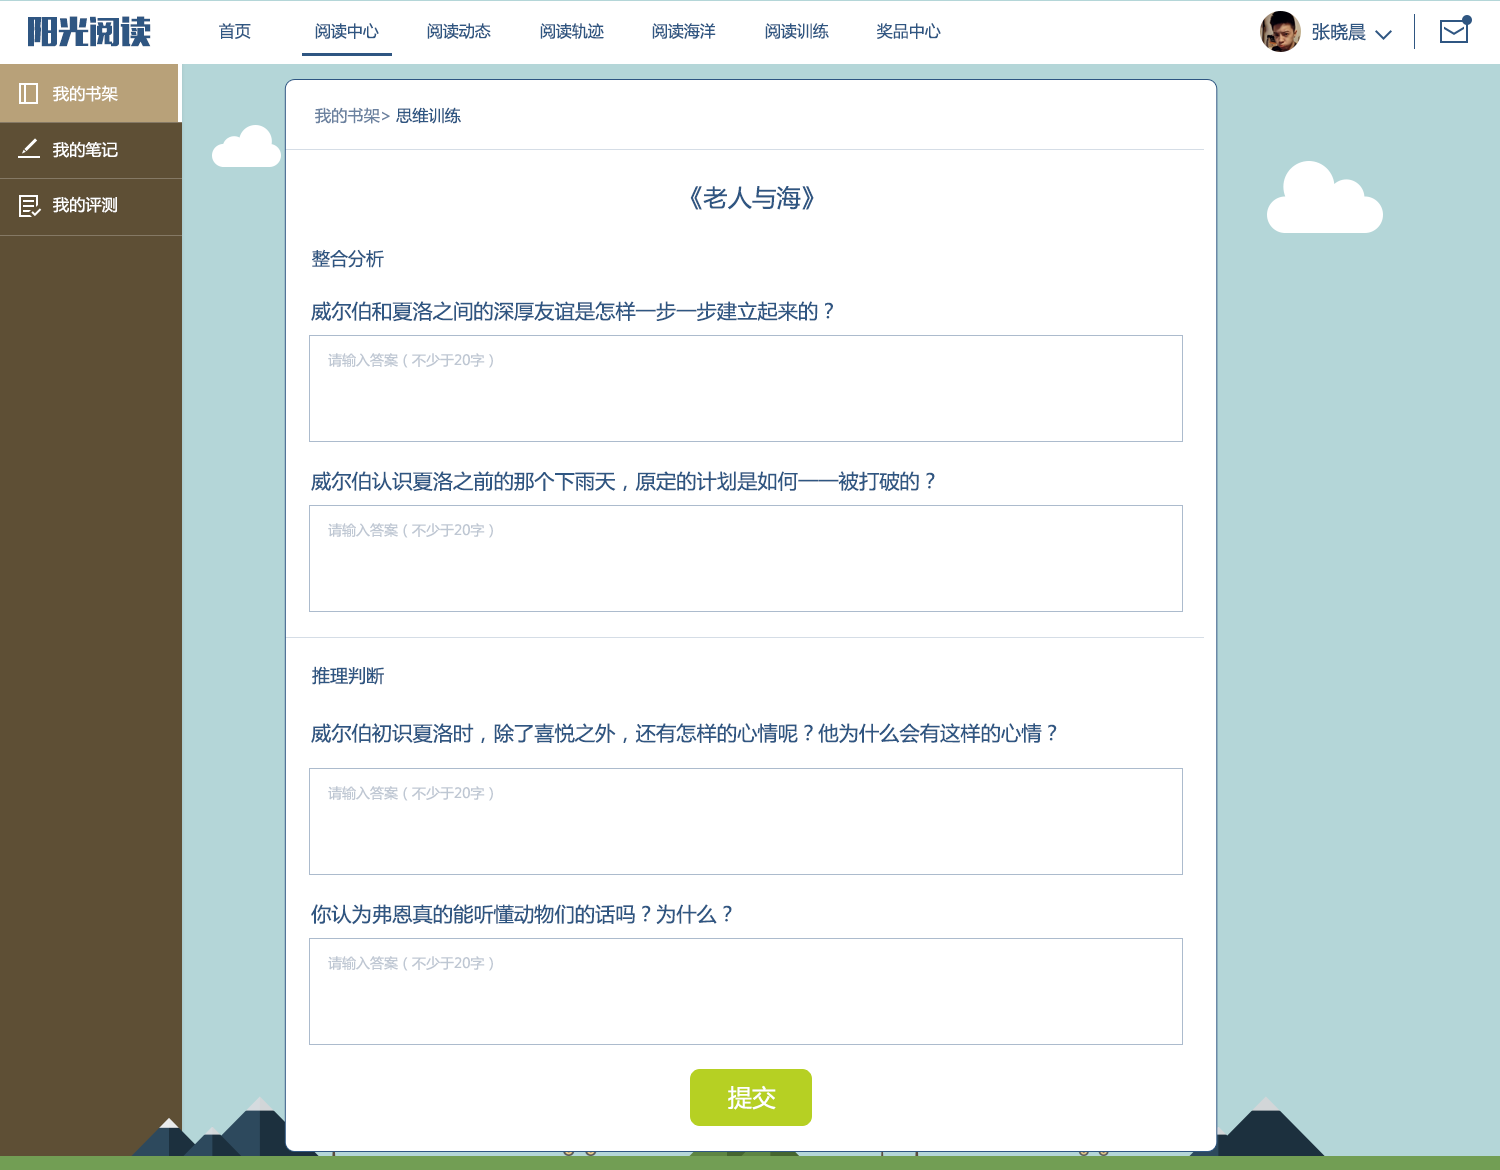 阳光阅读
首页 阅读中心 阅读动态 阅读轨迹 阅读海洋 阅读训练 奖品中心
张晓晨
我的书架
我的笔记
我的评测
我的书架> 思维训练
《老人与海》
整合分析
威尔伯和夏洛之间的深厚友谊是怎样一步一步建立起来的？
请输入答案（不少于20字）
威尔伯认识夏洛之前的那个下雨天，原定的计划是如何一一被打破的？
请输入答案（不少于20字）
推理判断
威尔伯初识夏洛时，除了喜悦之外，还有怎样的心情呢？他为什么会有这样的心情？
请输入答案（不少于20字）
你认为弗恩真的能听懂动物们的话吗？为什么？
请输入答案（不少于20字）
提交